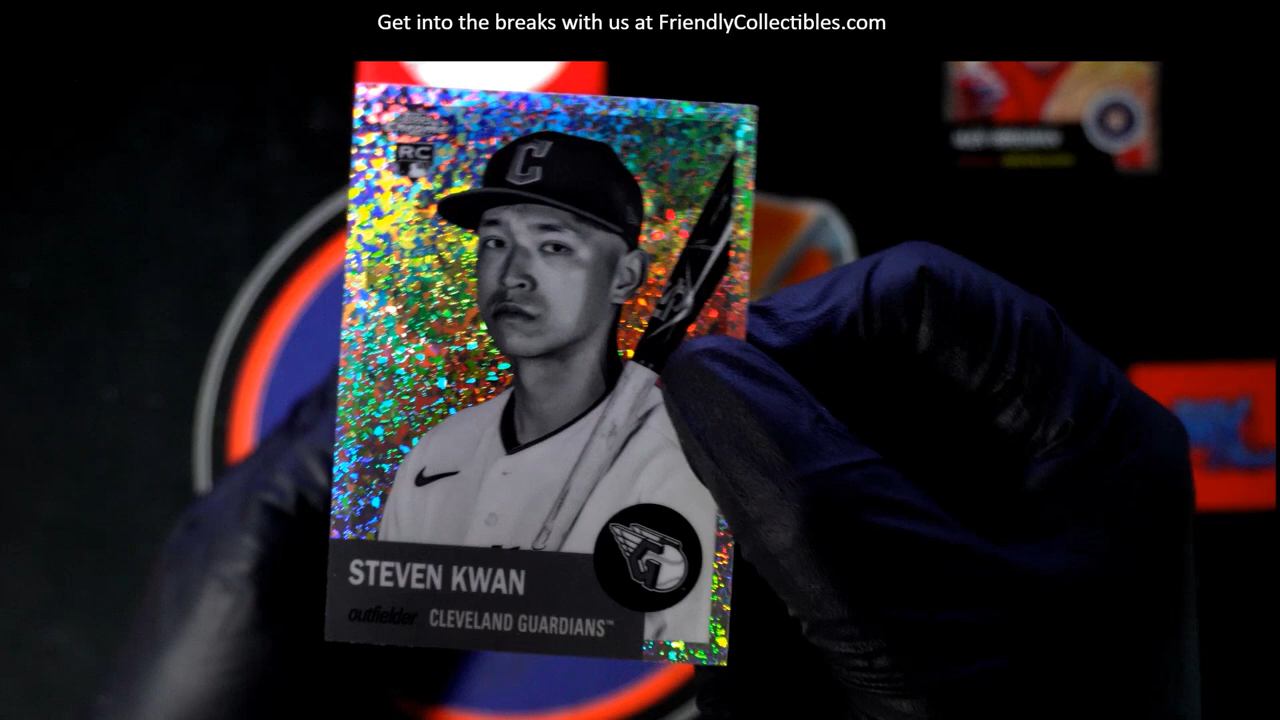 Get into the breaks with us at FriendlyCollectibles.com
RC
C
STEVEN KWAN
outfielder CLEVELAND GUARDIANS™